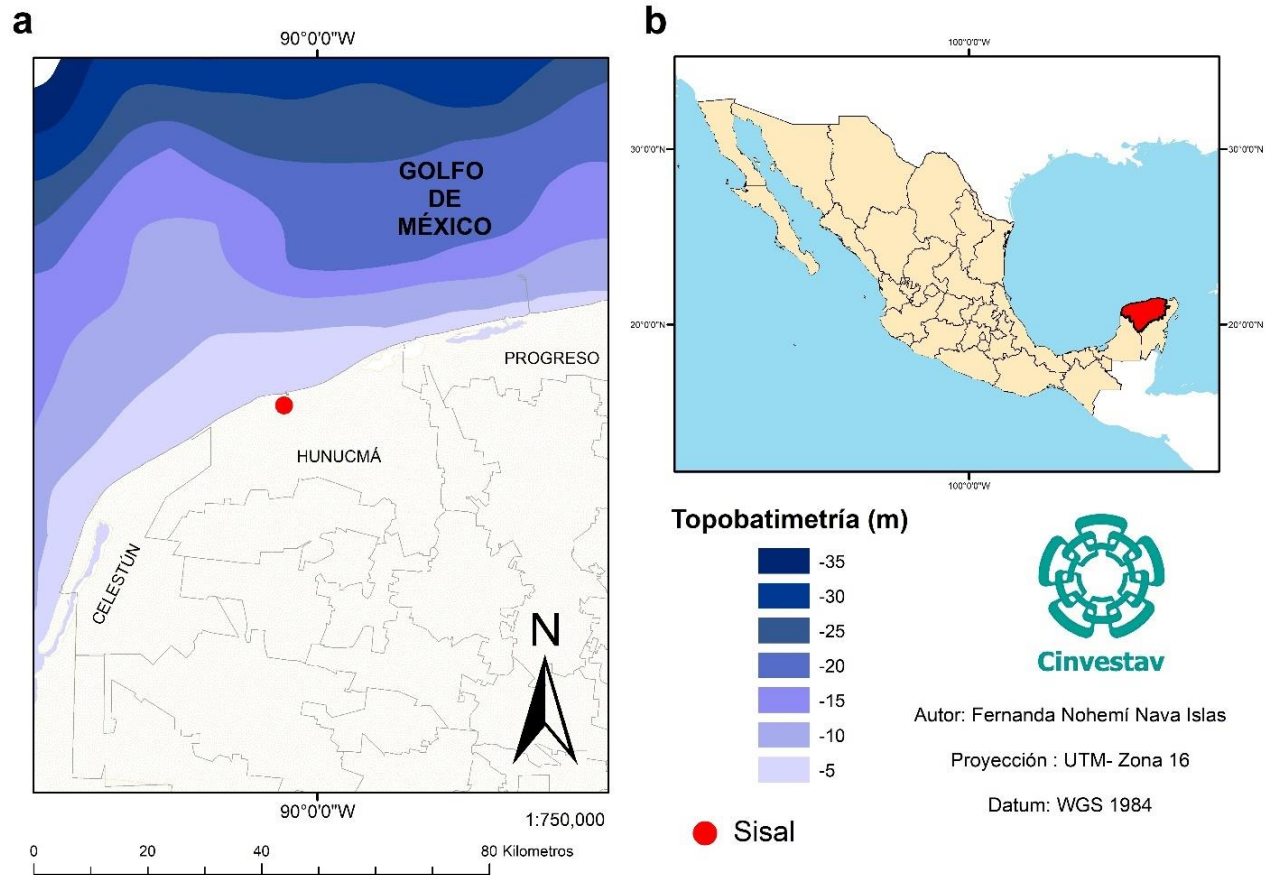 a
90°0'0"W
GOLFO
DE
MÉXICO
PROGRESO
HUNUCMÁ
CELESTÚN
N
90°0'0"W
1:750,000
0 20 40 80 Kilometros
b
100°0'0"W
30°0'0"N 30°0'0"N
20°0'0"N 20°0'0"N
100°0'0"W
Topobatimetría (m)
-35
-30
-25
-20
-15
-10
-5
Sisal
Cinvestav
Autor: Fernanda Nohemí Nava Islas
Proyección : UTM- Zona 16
Datum: WGS 1984